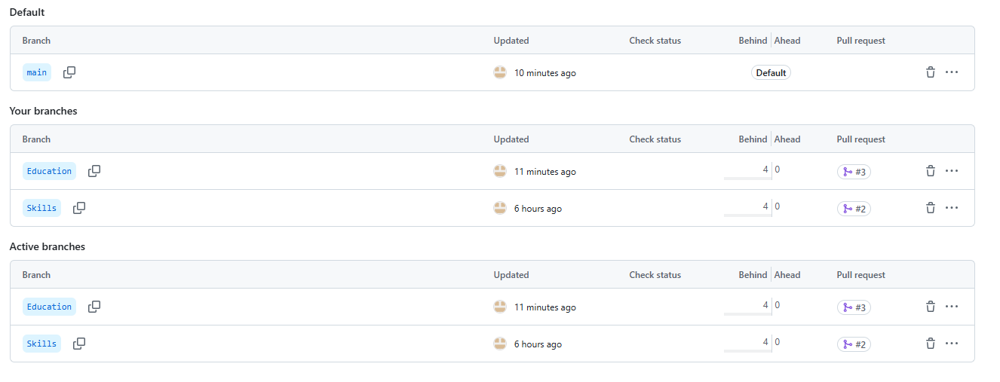 Default
Branch Updated Check status Behind Ahead Pull request
main 10 minutes ago Default
Your branches
Branch Updated Check status Behind Ahead Pull request
Education 11 minutes ago 4 0 #3
Skills 6 hours ago 4 0 #2
Active branches
Branch Updated Check status Behind Ahead Pull request
Education 11 minutes ago 4 0 #3
Skills 6 hours ago 4 0 #2